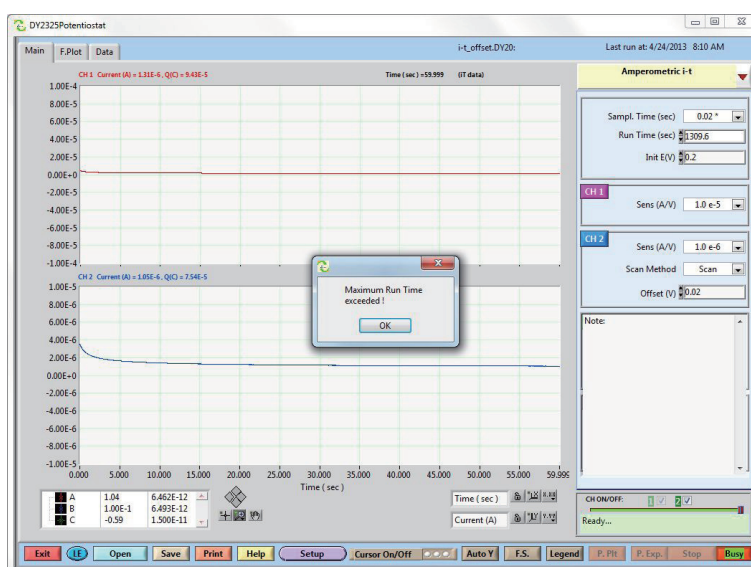 DY2325Potentiostat
Main F.Plot Data i-t_offset.DY20: Last run at: 4/24/2013 8:10 AM
CH 1 Current (A) = 1.31E-6, Q(C) = 9.43E-5 Time ( sec ) =59.999 (iT data)
1.00E-4
8.00E-5
6.00E-5
4.00E-5
2.00E-5
0.00E+0
-2.00E-5
-4.00E-5
-6.00E-5
-8.00E-5
-1.00E-4
CH 2 Current (A) = 1.05E-6, Q(C) = 7.54E-5
1.00E-5
8.00E-6
6.00E-6
4.00E-6
2.00E-6
0.00E+0
-2.00E-6
-4.00E-6
-6.00E-6
-8.00E-6
-1.00E-5
0.000 5.000 10.000 15.000 20.000 25.000 30.000 35.000 40.000 45.000 50.000 55.000 59.999
Time ( sec )
Maximum Run Time
exceeded !
OK
Amperometric i-t
Sampl. Time (sec) 0.02 *
Run Time (sec) 1309.6
Init E(V) 0.2
CH 1
Sens (A/V) 1.0 e-5
CH 2
Sens (A/V) 1.0 e-6
Scan Method Scan
Offset (V) 0.02
Note:
A 1.04 6.462E-12
B 1.00E-1 6.493E-12
C -0.59 1.500E-11
Time ( sec )
Current (A)
CH ON/OFF: 1 2
Ready...
Exit LE Open Save Print Help Setup Cursor On/Off Auto Y F.S. Legend P. Plt P. Exp. Stop Busy